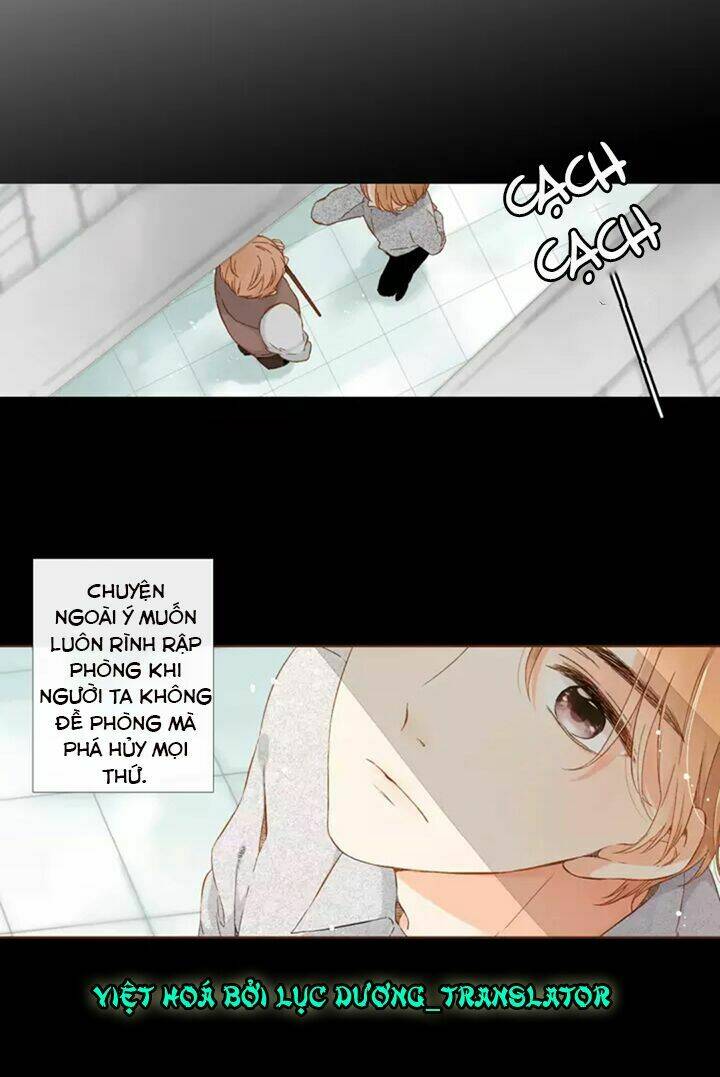 CẠCH
CẠCH
CHUYỆN
NGOÀI Ý MUỐN
LUÔN RÌNH RẬP
PHÒNG KHI
NGƯỜI TA KHÔNG
ĐỀ PHÒNG MÀ
PHÁ HỦY MỌI
THỨ.
VIỆT HOÁ BỞI LỤC DƯƠNG_TRANSLATOR